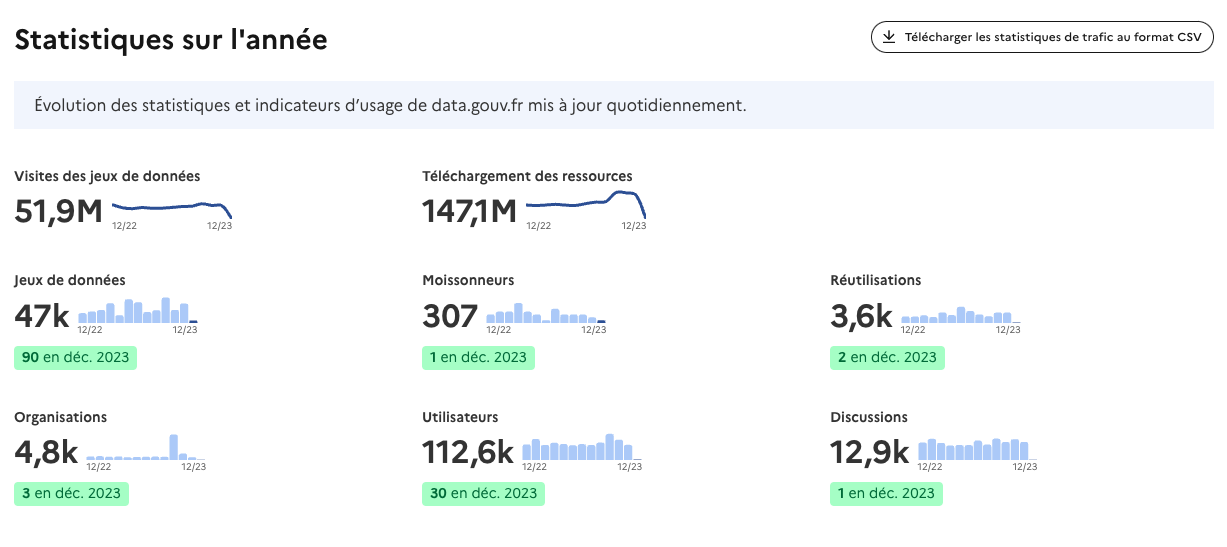 Statistiques sur l'année
Télécharger les statistiques de trafic au format CSV
Évolution des statistiques et indicateurs d’usage de data.gouv.fr mis à jour quotidiennement.
Visites des jeux de données
51,9M
12/22 12/23
Téléchargement des ressources
147,1M
12/22 12/23
Jeux de données
47k
12/22 12/23
90 en déc. 2023
Moissonneurs
307
12/22 12/23
1 en déc. 2023
Réutilisations
3,6k
12/22 12/23
2 en déc. 2023
Organisations
4,8k
12/22 12/23
3 en déc. 2023
Utilisateurs
112,6k
12/22 12/23
30 en déc. 2023
Discussions
12,9k
12/22 12/23
1 en déc. 2023